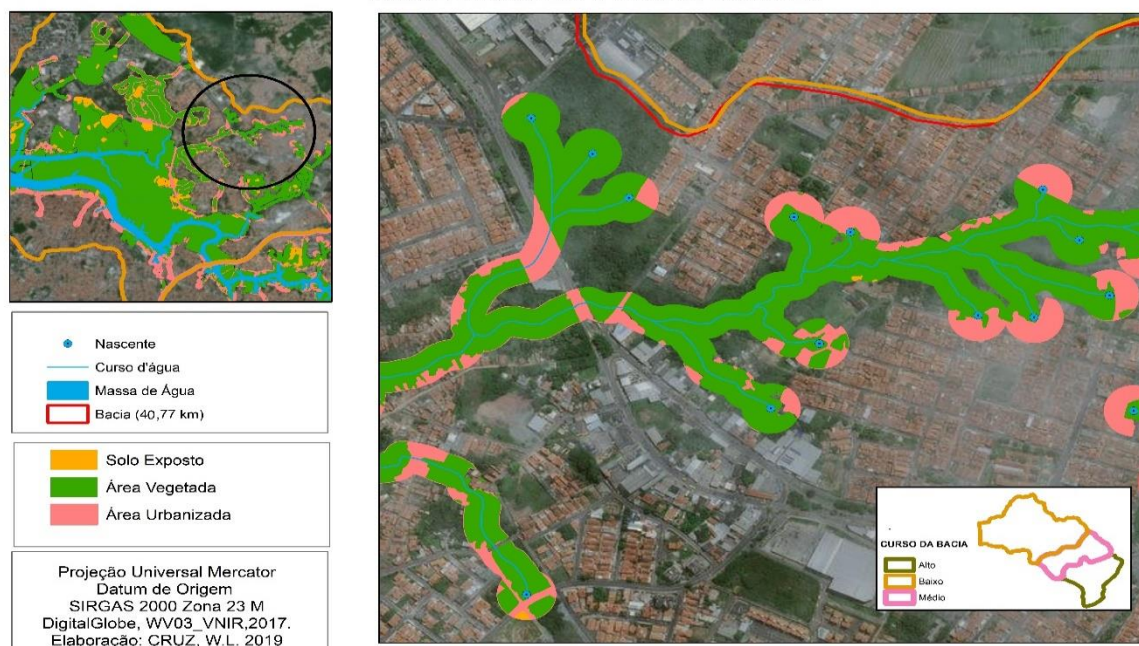 Nascente
Curso d'água
Massa de Água
Bacia (40,77 km)
Solo Exposto
Área Vegetada
Área Urbanizada
Projeção Universal Mercator
Datum de Origem
SIRGAS 2000 Zona 23 M
DigitalGlobe, WV03_VNIR,2017.
Elaboração: CRUZ, W.L. 2019
CURSO DA BACIA
Alto
Baixo
Médio